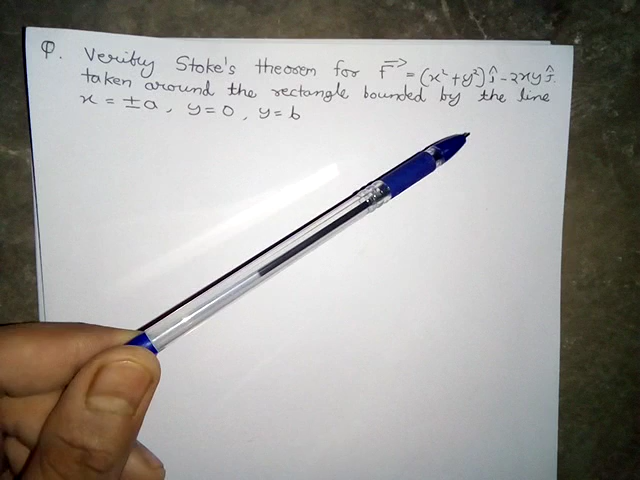 Q. Verify Stoke's theorem for F⃗ = (x² + y²) î - 2xy ĵ.
taken around the rectangle bounded by the line
x = ±a, y = 0, y = b